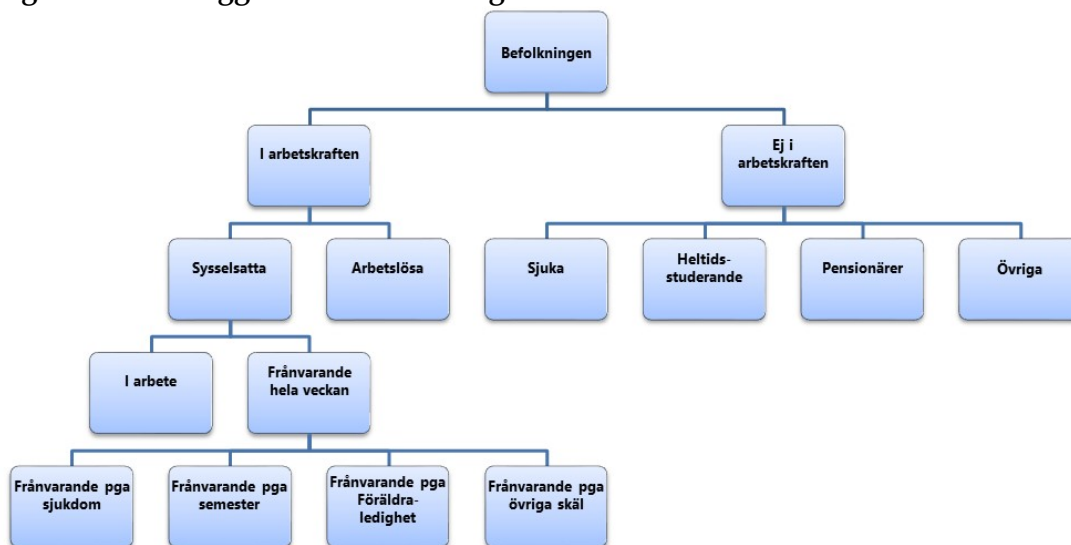 Befolkningen
I arbetskraften
Ej i
arbetskraften
Sysselsatta
Arbetslösa
Sjuka
Heltids-
studerande
Pensionärer
Övriga
I arbete
Frånvarande
hela veckan
Frånvarande pga
sjukdom
Frånvarande pga
semester
Frånvarande pga
Föräldra-
ledighet
Frånvarande pga
övriga skäl